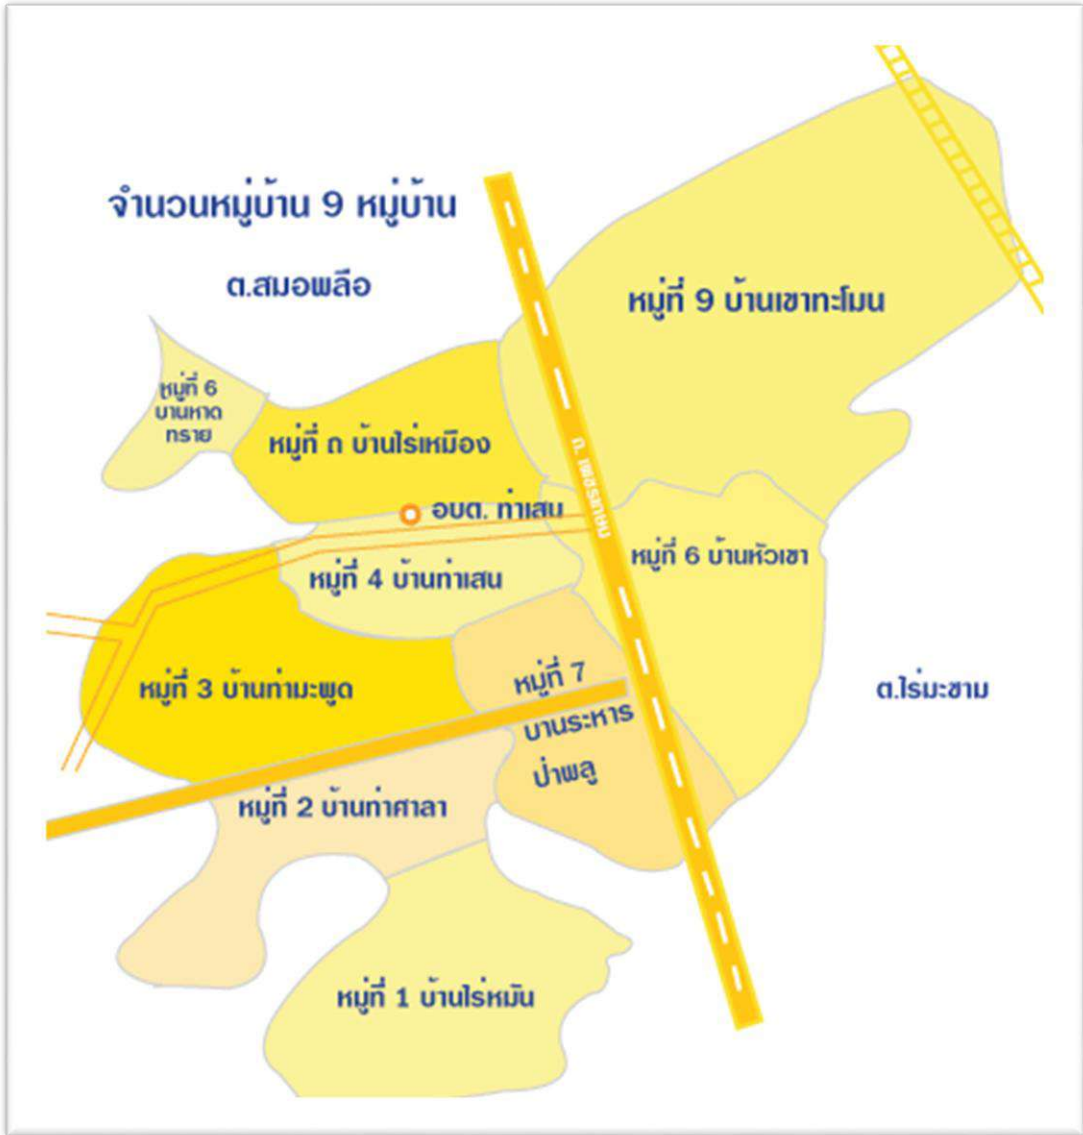 จำนวนหมู่บ้าน 9 หมู่บ้าน
ต.สมอพลือ
หมู่ที่ 9 บ้านเขาทะโมน
หมู่ที่ 6
บานหาด
ทราย
หมู่ที่ ถ บ้านไร่เหมือง
ถ. เพชรเกษม
อบต. ท่าเสน
หมู่ที่ 6 บ้านหัวเขา
หมู่ที่ 4 บ้านท่าเสน
หมู่ที่ 3 บ้านท่ามะพูด
หมู่ที่ 7
บานระหาร
ป่าพลู
ต.ไร่มะขาม
หมู่ที่ 2 บ้านท่าศาลา
หมู่ที่ 1 บ้านไร่หมัน